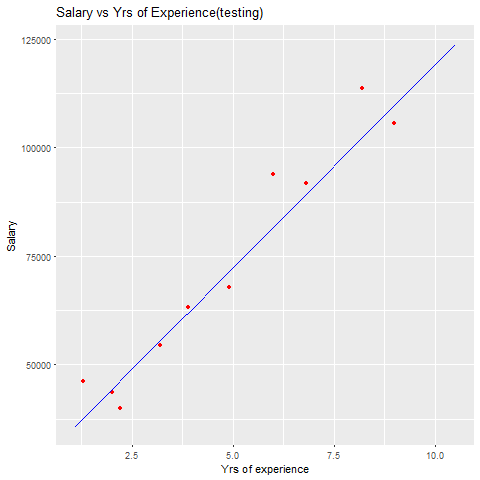 Salary vs Yrs of Experience(testing)
125000
100000
75000
50000
Salary
2.5 5.0 7.5 10.0
Yrs of experience